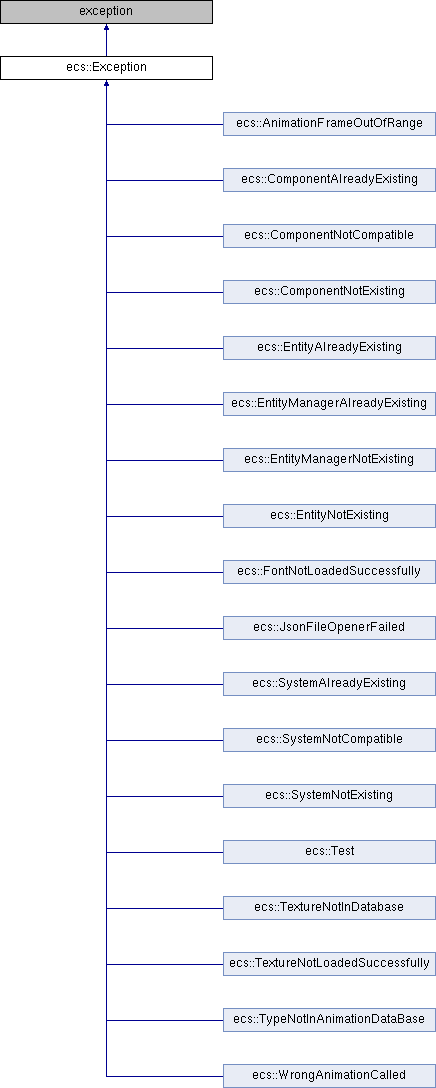 exception
ecs::Exception
ecs::AnimationFrameOutOfRange
ecs::ComponentAlreadyExisting
ecs::ComponentNotCompatible
ecs::ComponentNotExisting
ecs::EntityAlreadyExisting
ecs::EntityManagerAlreadyExisting
ecs::EntityManagerNotExisting
ecs::EntityNotExisting
ecs::FontNotLoadedSuccessfully
ecs::JsonFileOpenerFailed
ecs::SystemAlreadyExisting
ecs::SystemNotCompatible
ecs::SystemNotExisting
ecs::Test
ecs::TextureNotInDatabase
ecs::TextureNotLoadedSuccessfully
ecs::TypeNotInAnimationDataBase
ecs::WrongAnimationCalled